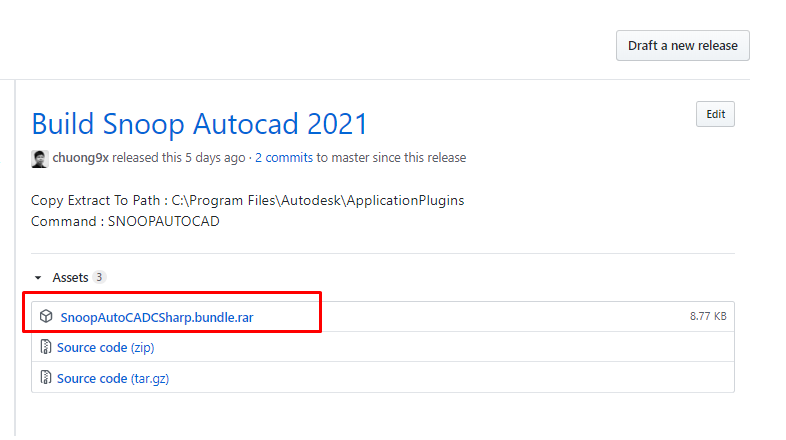 Draft a new release
Build Snoop Autocad 2021
Edit
chuong9x released this 5 days ago · 2 commits to master since this release
Copy Extract To Path : C:\Program Files\Autodesk\ApplicationPlugins
Command : SNOOPAUTOCAD
Assets 3
SnoopAutoCADCSharp.bundle.rar 8.77 KB
Source code (zip)
Source code (tar.gz)